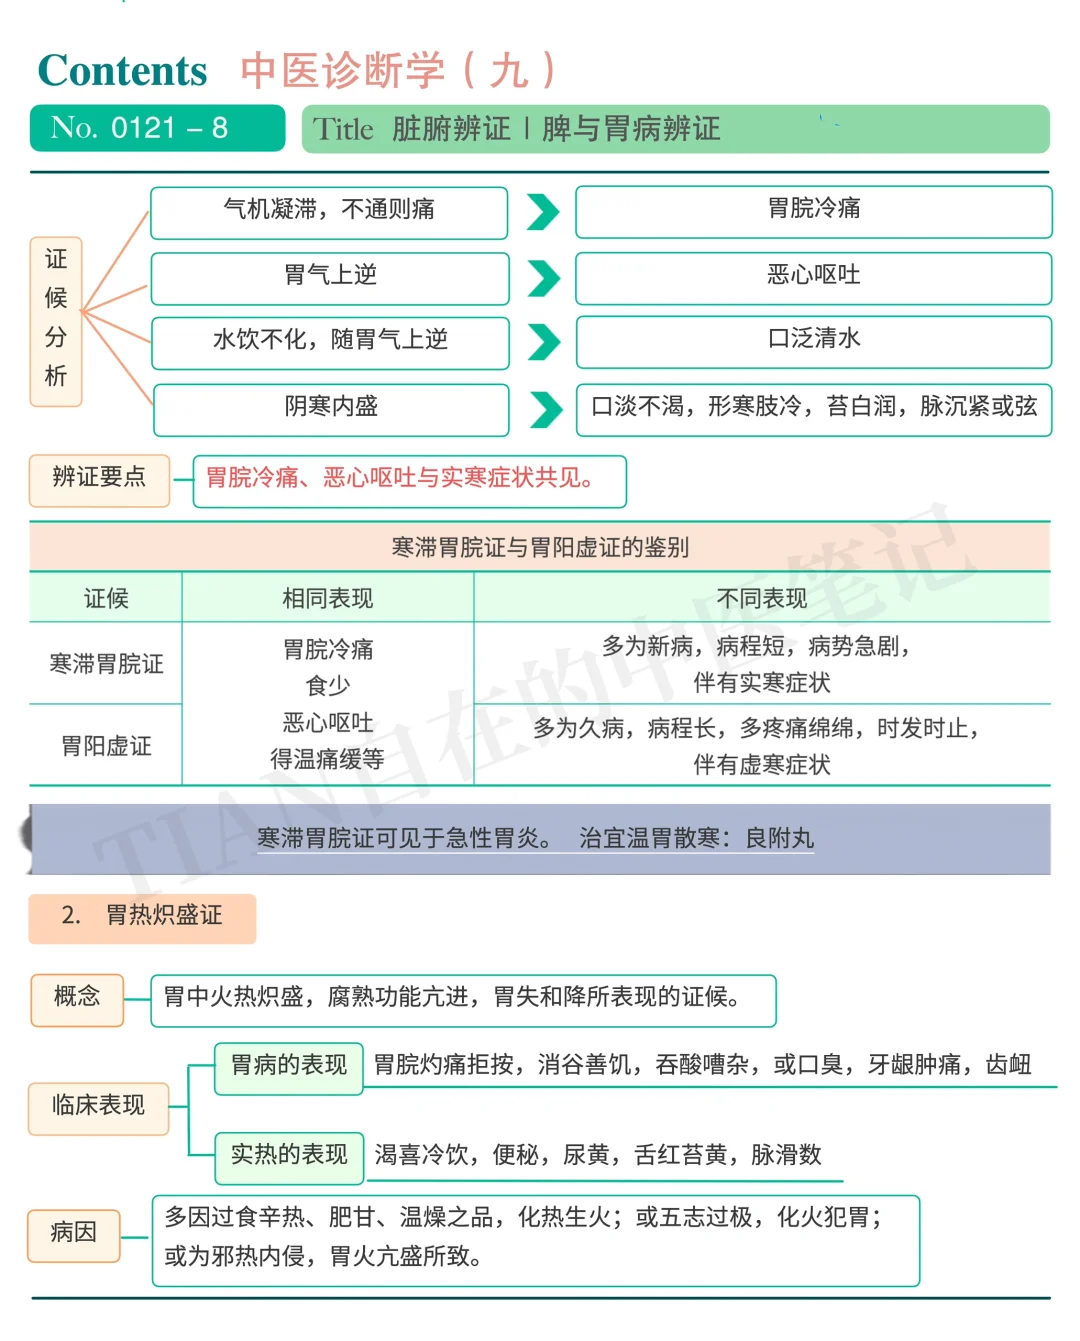 Contents 中医诊断学（九）
No. 0121 – 8
Title 脏腑辨证 | 脾与胃病辨证
证候分析
气机凝滞，不通则痛
胃脘冷痛
胃气上逆
恶心呕吐
水饮不化，随胃气上逆
口泛清水
阴寒内盛
口淡不渴，形寒肢冷，苔白润，脉沉紧或弦
辨证要点
胃脘冷痛、恶心呕吐与实寒症状共见。
寒滞胃脘证与胃阳虚证的鉴别
证候 相同表现 不同表现
寒滞胃脘证
胃脘冷痛
食少
恶心呕吐
得温痛缓等
多为新病，病程短，病势急剧，
伴有实寒症状
胃阳虚证
多为久病，病程长，多疼痛绵绵，时发时止，
伴有虚寒症状
寒滞胃脘证可见于急性胃炎。 治宜温胃散寒：良附丸
2. 胃热炽盛证
概念
胃中火热炽盛，腐熟功能亢进，胃失和降所表现的证候。
临床表现
胃病的表现
胃脘灼痛拒按，消谷善饥，吞酸嘈杂，或口臭，牙龈肿痛，齿衄
实热的表现
渴喜冷饮，便秘，尿黄，舌红苔黄，脉滑数
病因
多因过食辛热、肥甘、温燥之品，化热生火；或五志过极，化火犯胃；
或为邪热内侵，胃火亢盛所致。
TIAN自在的中医笔记